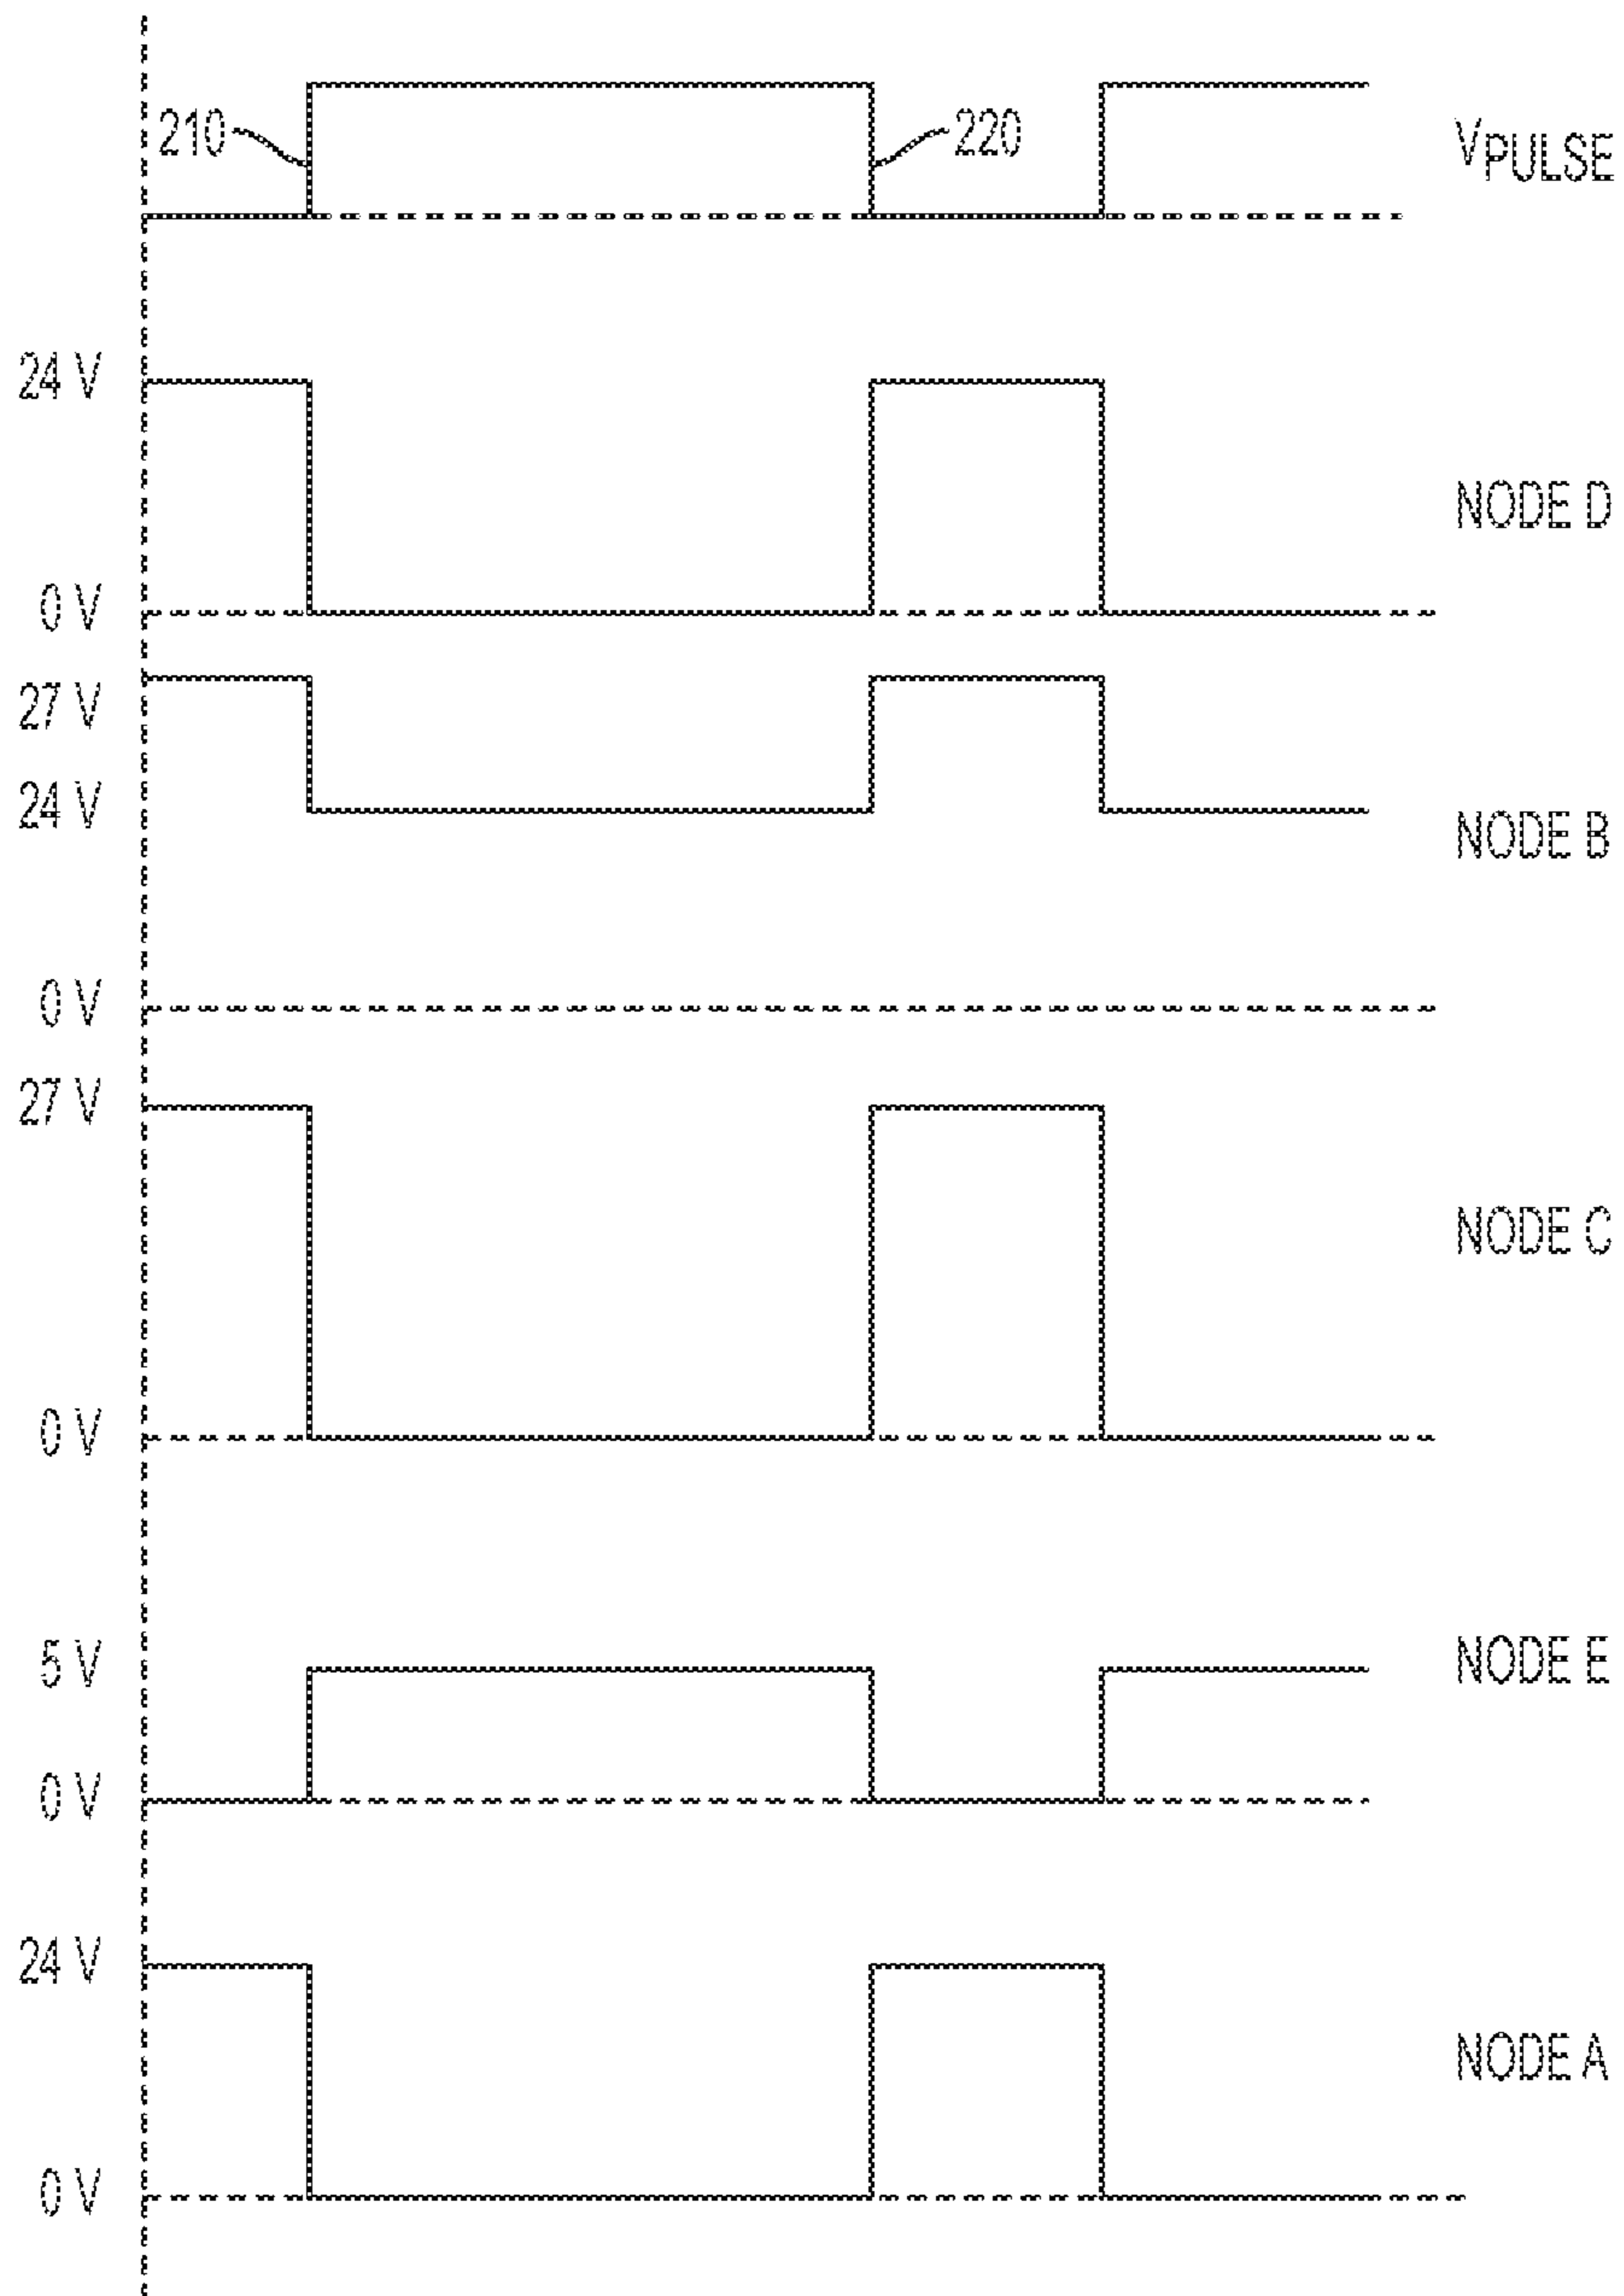 210
220
VPULSE
24 V
NODE D
0 V
27 V
24 V
NODE B
0 V
27 V
NODE C
0 V
5 V
NODE E
0 V
24 V
NODE A
0 V